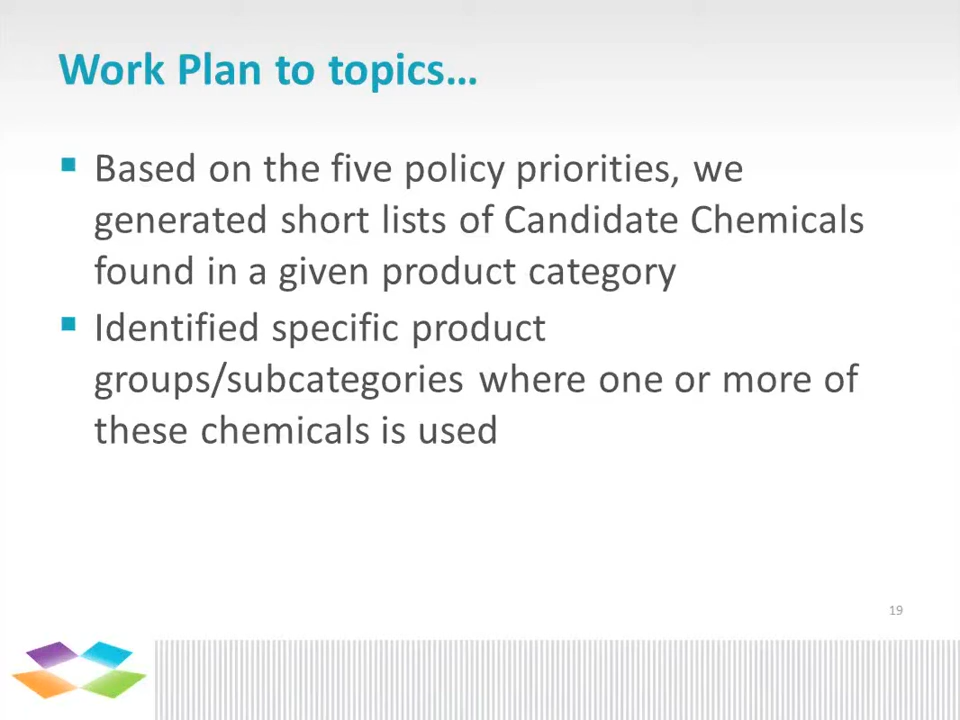 Work Plan to topics…
▪ Based on the five policy priorities, we
generated short lists of Candidate Chemicals
found in a given product category
▪ Identified specific product
groups/subcategories where one or more of
these chemicals is used
19